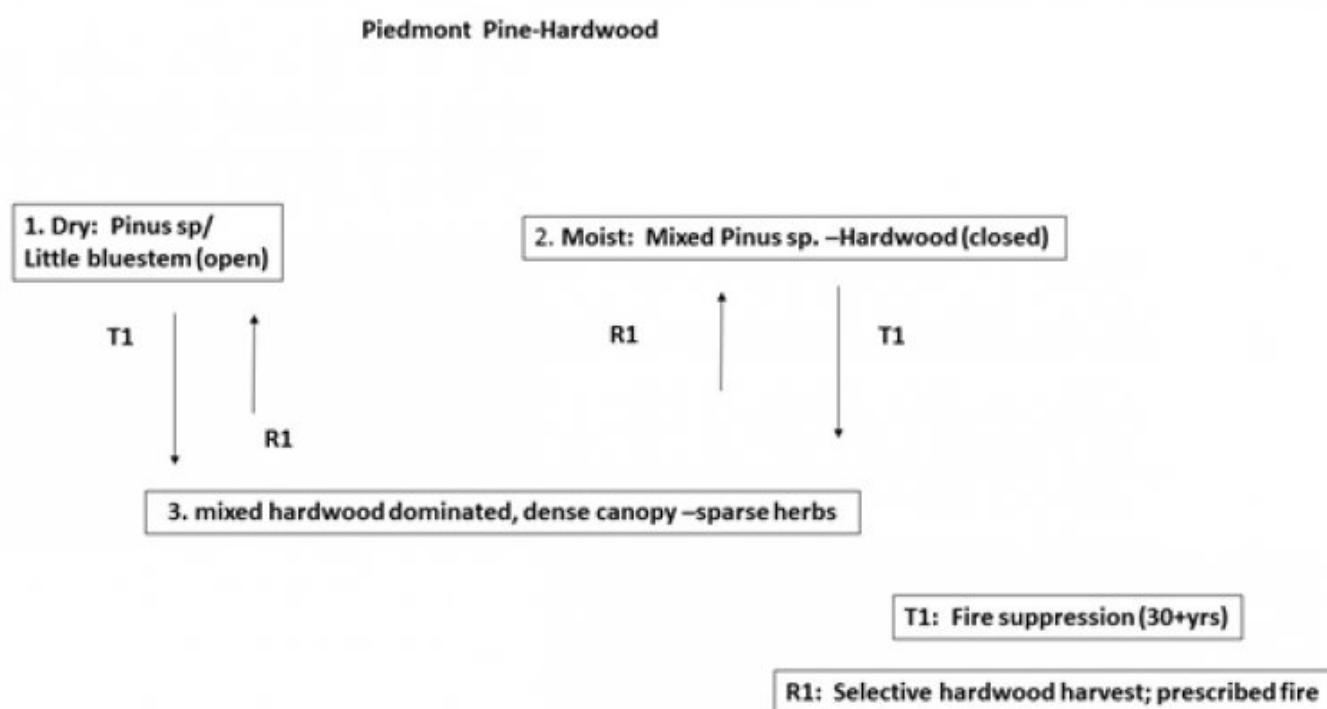 Piedmont Pine-Hardwood
1. Dry: Pinus sp/
Little bluestem (open)
2. Moist: Mixed Pinus sp. –Hardwood (closed)
T1
R1
R1
T1
3. mixed hardwood dominated, dense canopy –sparse herbs
T1: Fire suppression (30+yrs)
R1: Selective hardwood harvest; prescribed fire